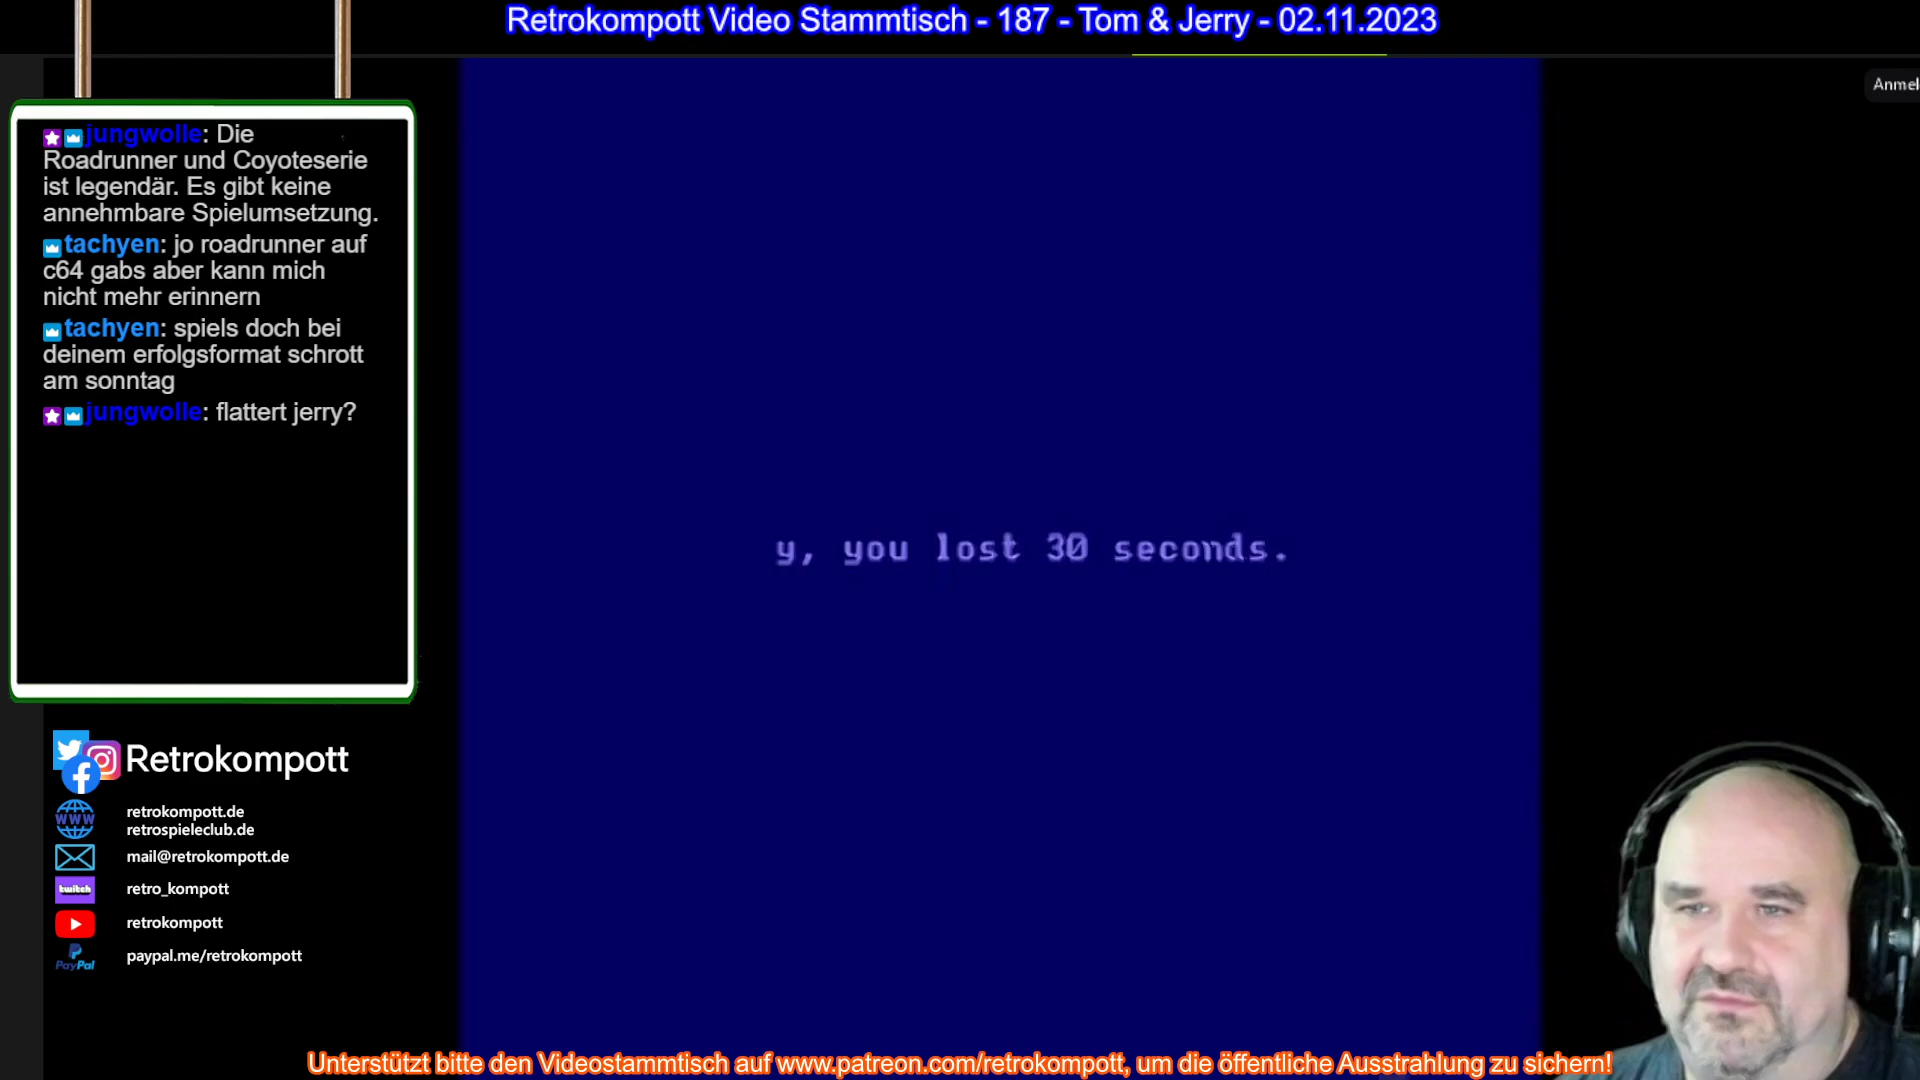 Retrokompott Video Stammtisch - 187 - Tom & Jerry - 02.11.2023
Anmel
jungwolle: Die
Roadrunner und Coyoteserie
ist legendär. Es gibt keine
annehmbare Spielumsetzung.
tachyen: jo roadrunner auf
c64 gabs aber kann mich
nicht mehr erinnern
tachyen: spiels doch bei
deinem erfolgsformat schrott
am sonntag
jungwolle: flattert jerry?
y, you lost 30 seconds.
Retrokompott
WWW
retrokompott.de
retrospieleclub.de
mail@retrokompott.de
twitch
retro_kompott
retrokompott
PayPal
paypal.me/retrokompott
Unterstützt bitte den Videostammtisch auf www.patreon.com/retrokompott, um die öffentliche Ausstrahlung zu sichern!